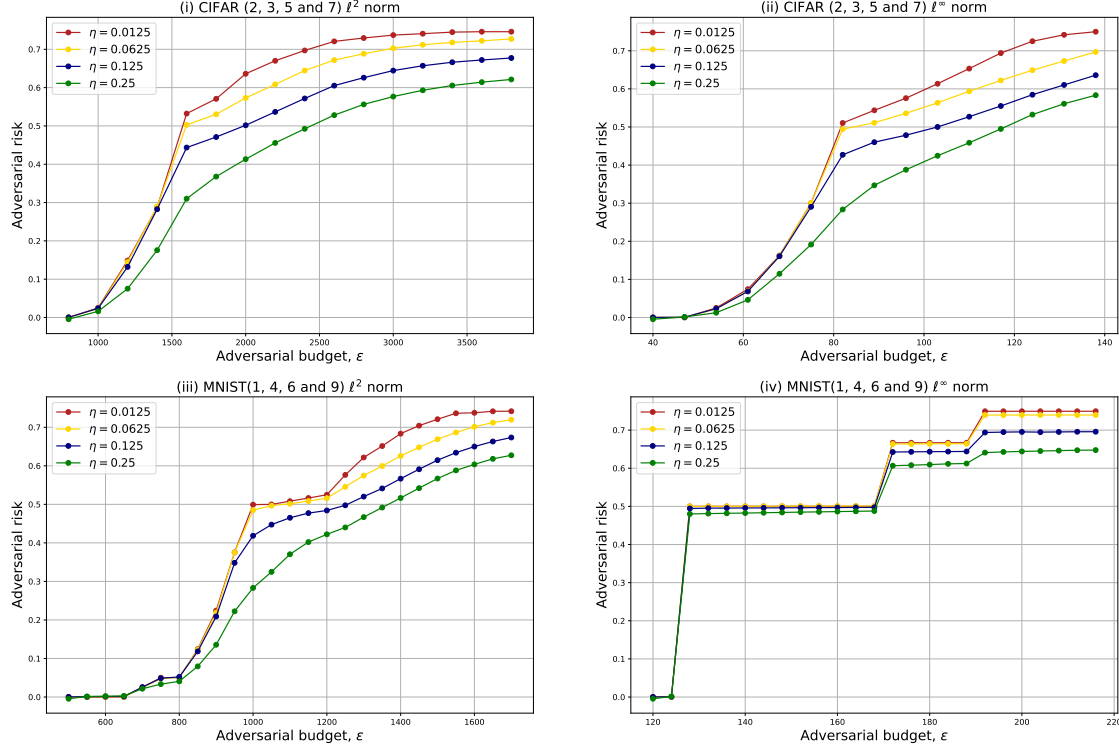 (i) CIFAR (2, 3, 5 and 7) ℓ² norm
η = 0.0125
η = 0.0625
η = 0.125
η = 0.25
Adversarial risk
0.7
0.6
0.5
0.4
0.3
0.2
0.1
0.0
1000 1500 2000 2500 3000 3500
Adversarial budget, ε
(ii) CIFAR (2, 3, 5 and 7) ℓ∞ norm
η = 0.0125
η = 0.0625
η = 0.125
η = 0.25
Adversarial risk
0.7
0.6
0.5
0.4
0.3
0.2
0.1
0.0
40 60 80 100 120 140
Adversarial budget, ε
(iii) MNIST(1, 4, 6 and 9) ℓ² norm
η = 0.0125
η = 0.0625
η = 0.125
η = 0.25
Adversarial risk
0.7
0.6
0.5
0.4
0.3
0.2
0.1
0.0
600 800 1000 1200 1400 1600
Adversarial budget, ε
(iv) MNIST(1, 4, 6 and 9) ℓ∞ norm
η = 0.0125
η = 0.0625
η = 0.125
η = 0.25
Adversarial risk
0.7
0.6
0.5
0.4
0.3
0.2
0.1
0.0
120 140 160 180 200 220
Adversarial budget, ε